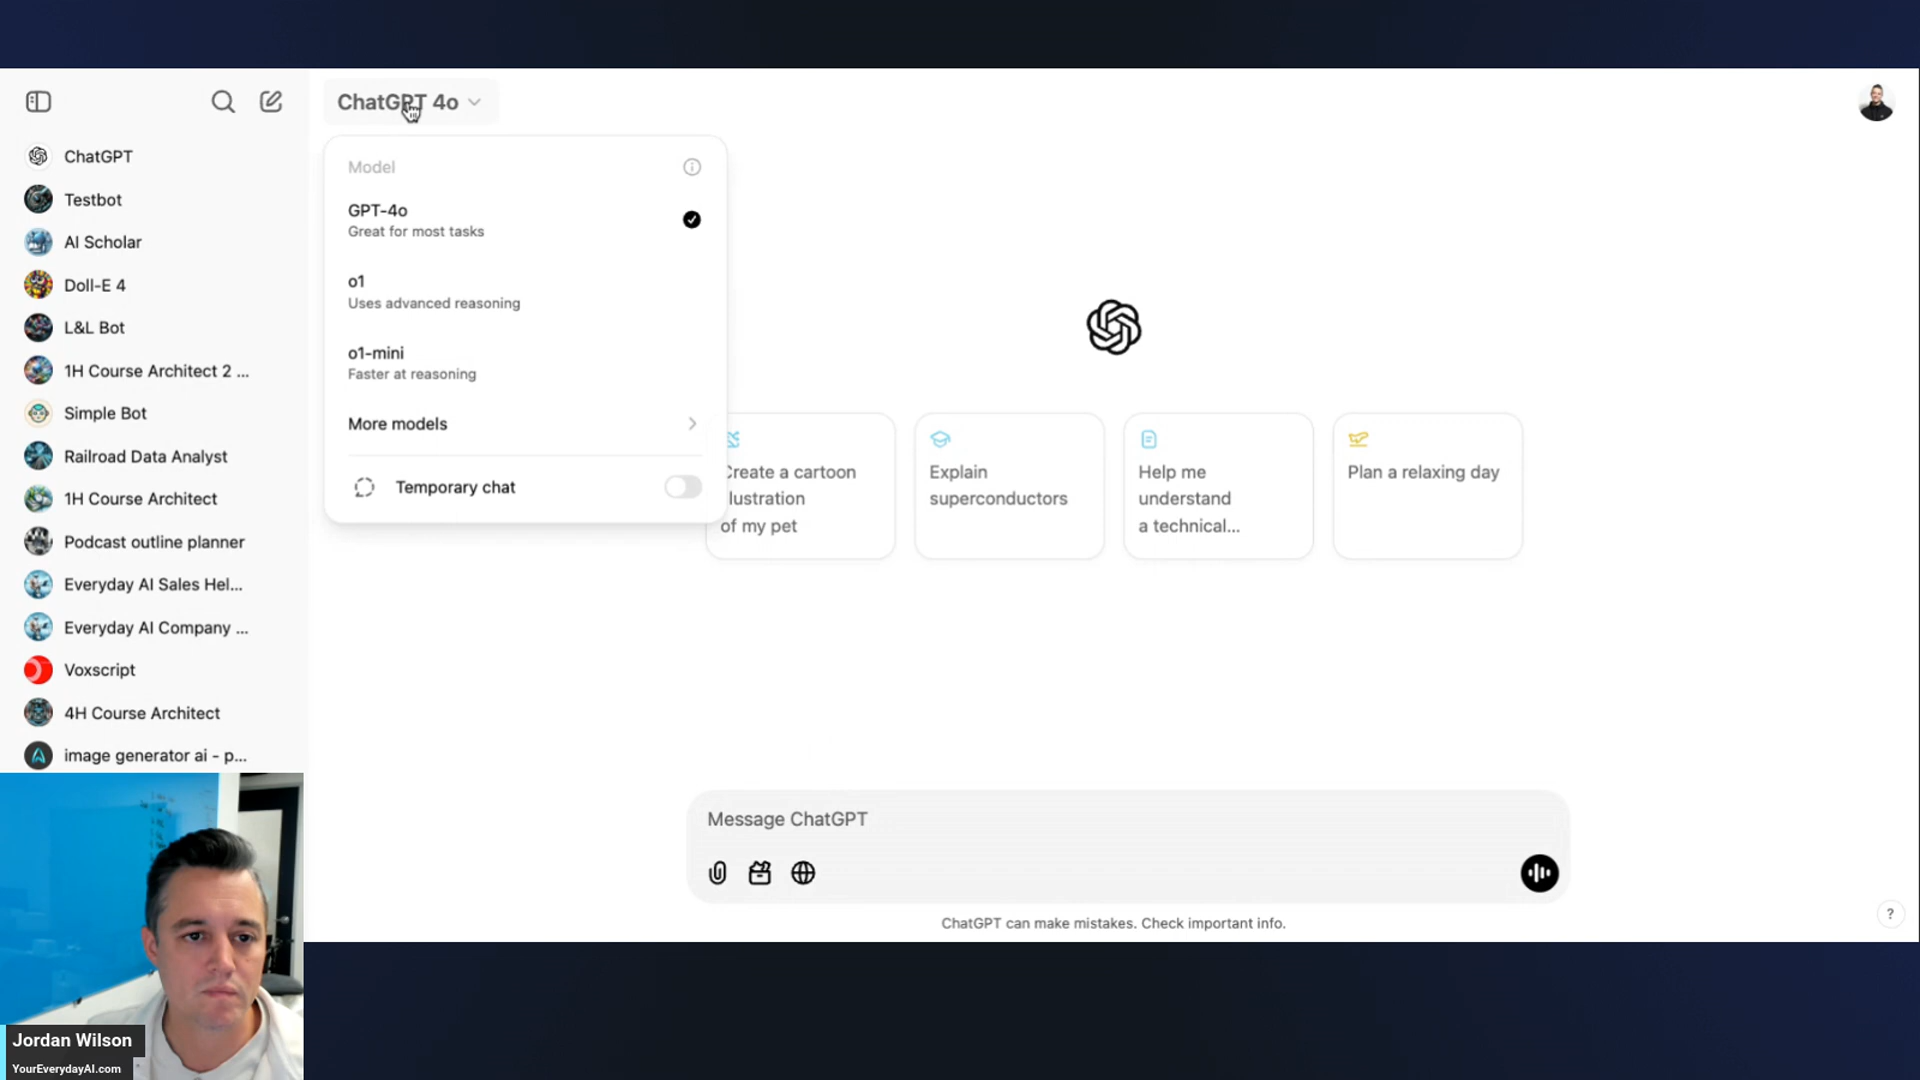 ChatGPT 4o
ChatGPT
Testbot
AI Scholar
Doll-E 4
L&L Bot
1H Course Architect 2 ...
Simple Bot
Railroad Data Analyst
1H Course Architect
Podcast outline planner
Everyday AI Sales Hel...
Everyday AI Company ...
Voxscript
4H Course Architect
image generator ai - p...
Model
GPT-4o
Great for most tasks
o1
Uses advanced reasoning
o1-mini
Faster at reasoning
More models
Temporary chat
Create a cartoon
illustration
of my pet
Explain
superconductors
Help me
understand
a technical...
Plan a relaxing day
Message ChatGPT
ChatGPT can make mistakes. Check important info.
?
Jordan Wilson
YourEverydayAI.com